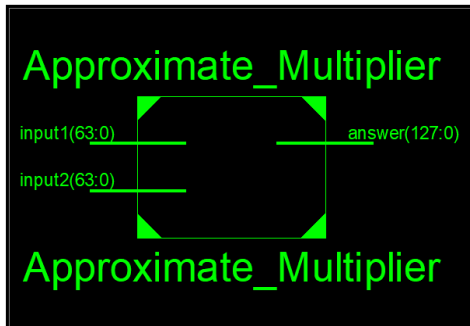 Approximate_Multiplier
input1(63:0)
answer(127:0)
input2(63:0)
Approximate_Multiplier